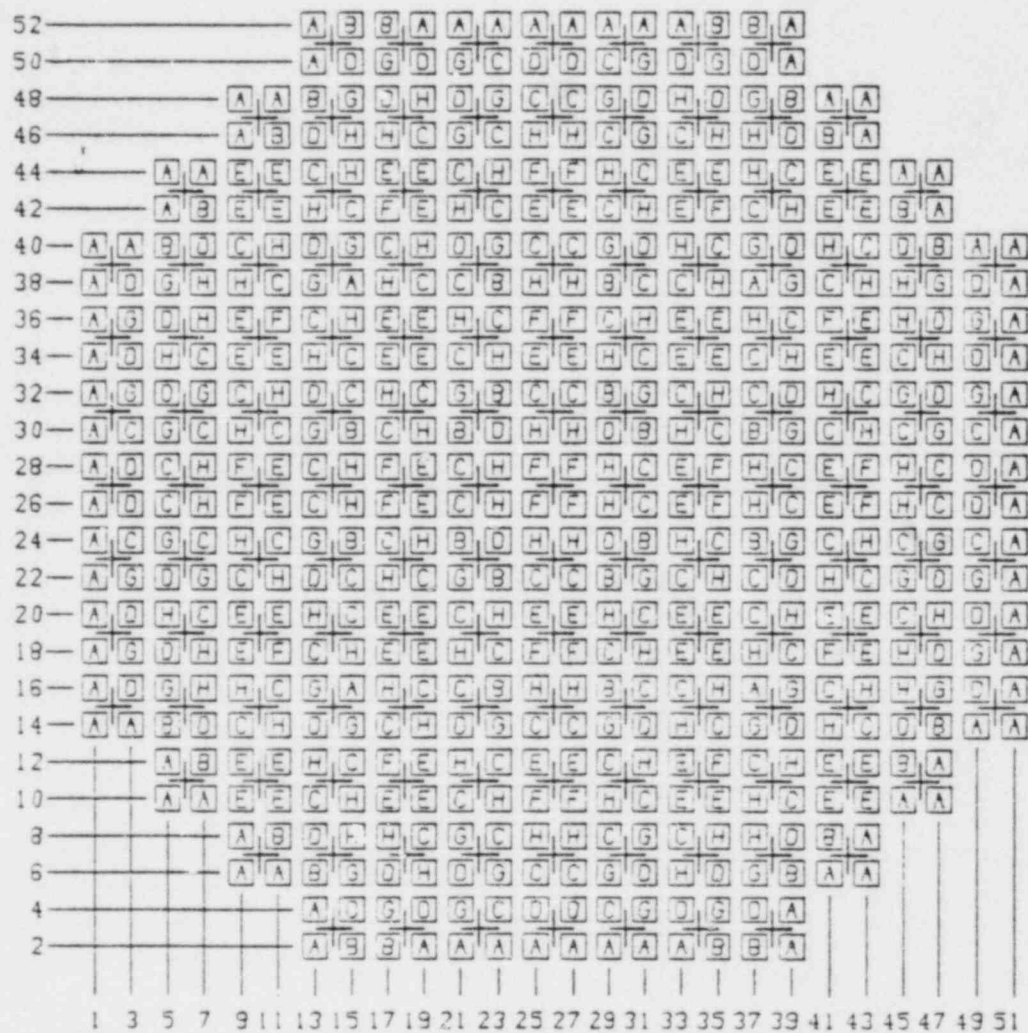 52 A B B A A A A A A A A B B A
50 A D G D G C D D C G D G D A
48 A A B G D H D G C C G D H D G B A A
46 A B D H H C G C H H C G C H H D B A
44 A A E E C H E E C H F F H C E E H C E E A A
42 A B E E H C F E H C E E C H E F C H E E B A
40 A A B D C H D G C H D G C C G D H C G D H C D B A A
38 A D G H H C G A H C C B H H B C C H A G C H H G D A
36 A G D H E F C H E E H C F F C H E E H C F E H D G A
34 A D H C E E H C E E C H E E H C E E C H E E C H D A
32 A G D G C H D C H C G B C C B G C H C D H C G D G A
30 A C G C H C G B C H B D H H D B H C B G C H C G C A
28 A D C H F E C H F E C H F F H C E F H C E F H C D A
26 A D C H F E C H F E C H F F H C E F H C E F H C D A
24 A C G C H C G B C H B D H H D B H C B G C H C G C A
22 A G D G C H D C H C G B C C B G C H C D H C G D G A
20 A D H C E E H C E E C H E E H C E E C H E E C H D A
18 A G D H E F C H E E H C F F C H E E H C F E H D G A
16 A D G H H C G A H C C B H H B C C H A G C H H G C A
14 A A B D C H D G C H D G C C G D H C G D H C D B A A
12 A B E E H C F E H C E E C H E F C H E E B A
10 A A E E C H E E C H F F H C E E H C E E A A
8 A B D H H C G C H H C G C H H D B A
6 A A B G D H D G C C G D H D G B A A
4 A C G D G C D D C G D G D A
2 A B B A A A A A A A A B B A
1 3 5 7 9 11 13 15 17 19 21 23 25 27 29 31 33 35 37 39 41 43 45 47 49 51